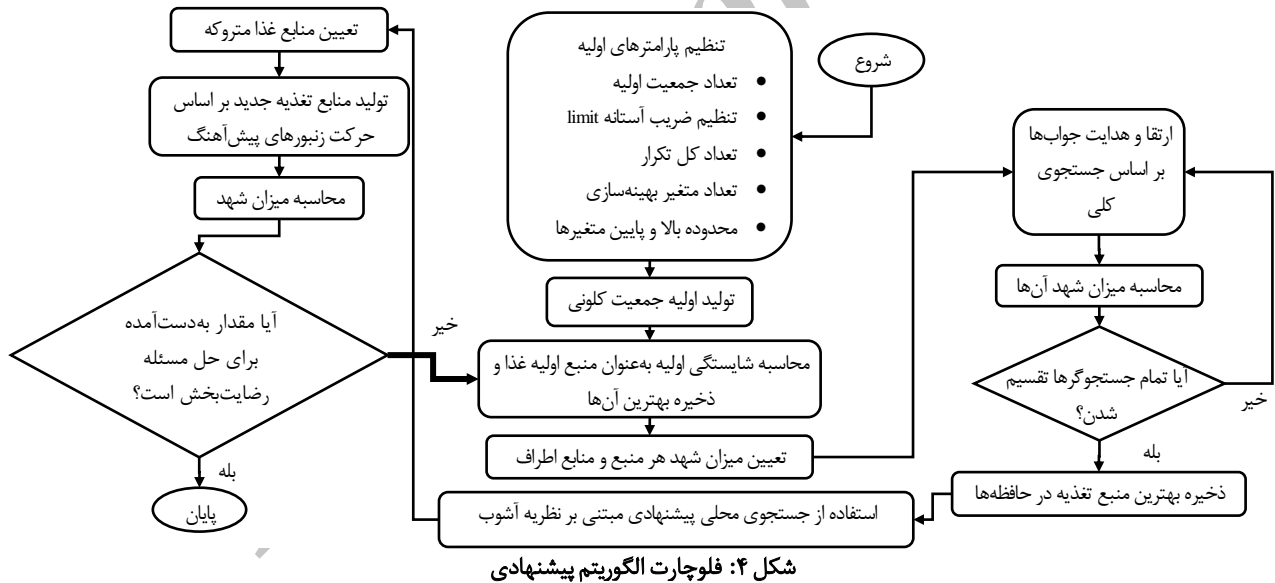 شروع
تنظیم پارامترهای اولیه
• تعداد جمعیت اولیه
• تنظیم ضریب آستانه limit
• تعداد کل تکرار
• تعداد متغیر بهینه‌سازی
• محدوده بالا و پایین متغیرها
تولید اولیه جمعیت کلونی
محاسبه شایستگی اولیه به‌عنوان منبع اولیه غذا و
ذخیره بهترین آن‌ها
تعیین میزان شهد هر منبع و منابع اطراف
ارتقا و هدایت جواب‌ها
بر اساس جستجوی
کلی
محاسبه میزان شهد آن‌ها
آیا تمام جستجوگرها تقسیم
شدن؟
خیر
بله
ذخیره بهترین منبع تغذیه در حافظه‌ها
استفاده از جستجوی محلی پیشنهادی مبتنی بر نظریه آشوب
تعیین منابع غذا متروکه
تولید منابع تغذیه جدید بر اساس
حرکت زنبورهای پیش‌آهنگ
محاسبه میزان شهد
آیا مقدار به‌دست‌آمده
برای حل مسئله
رضایت‌بخش است؟
خیر
بله
پایان
شکل ۴: فلوچارت الگوریتم پیشنهادی